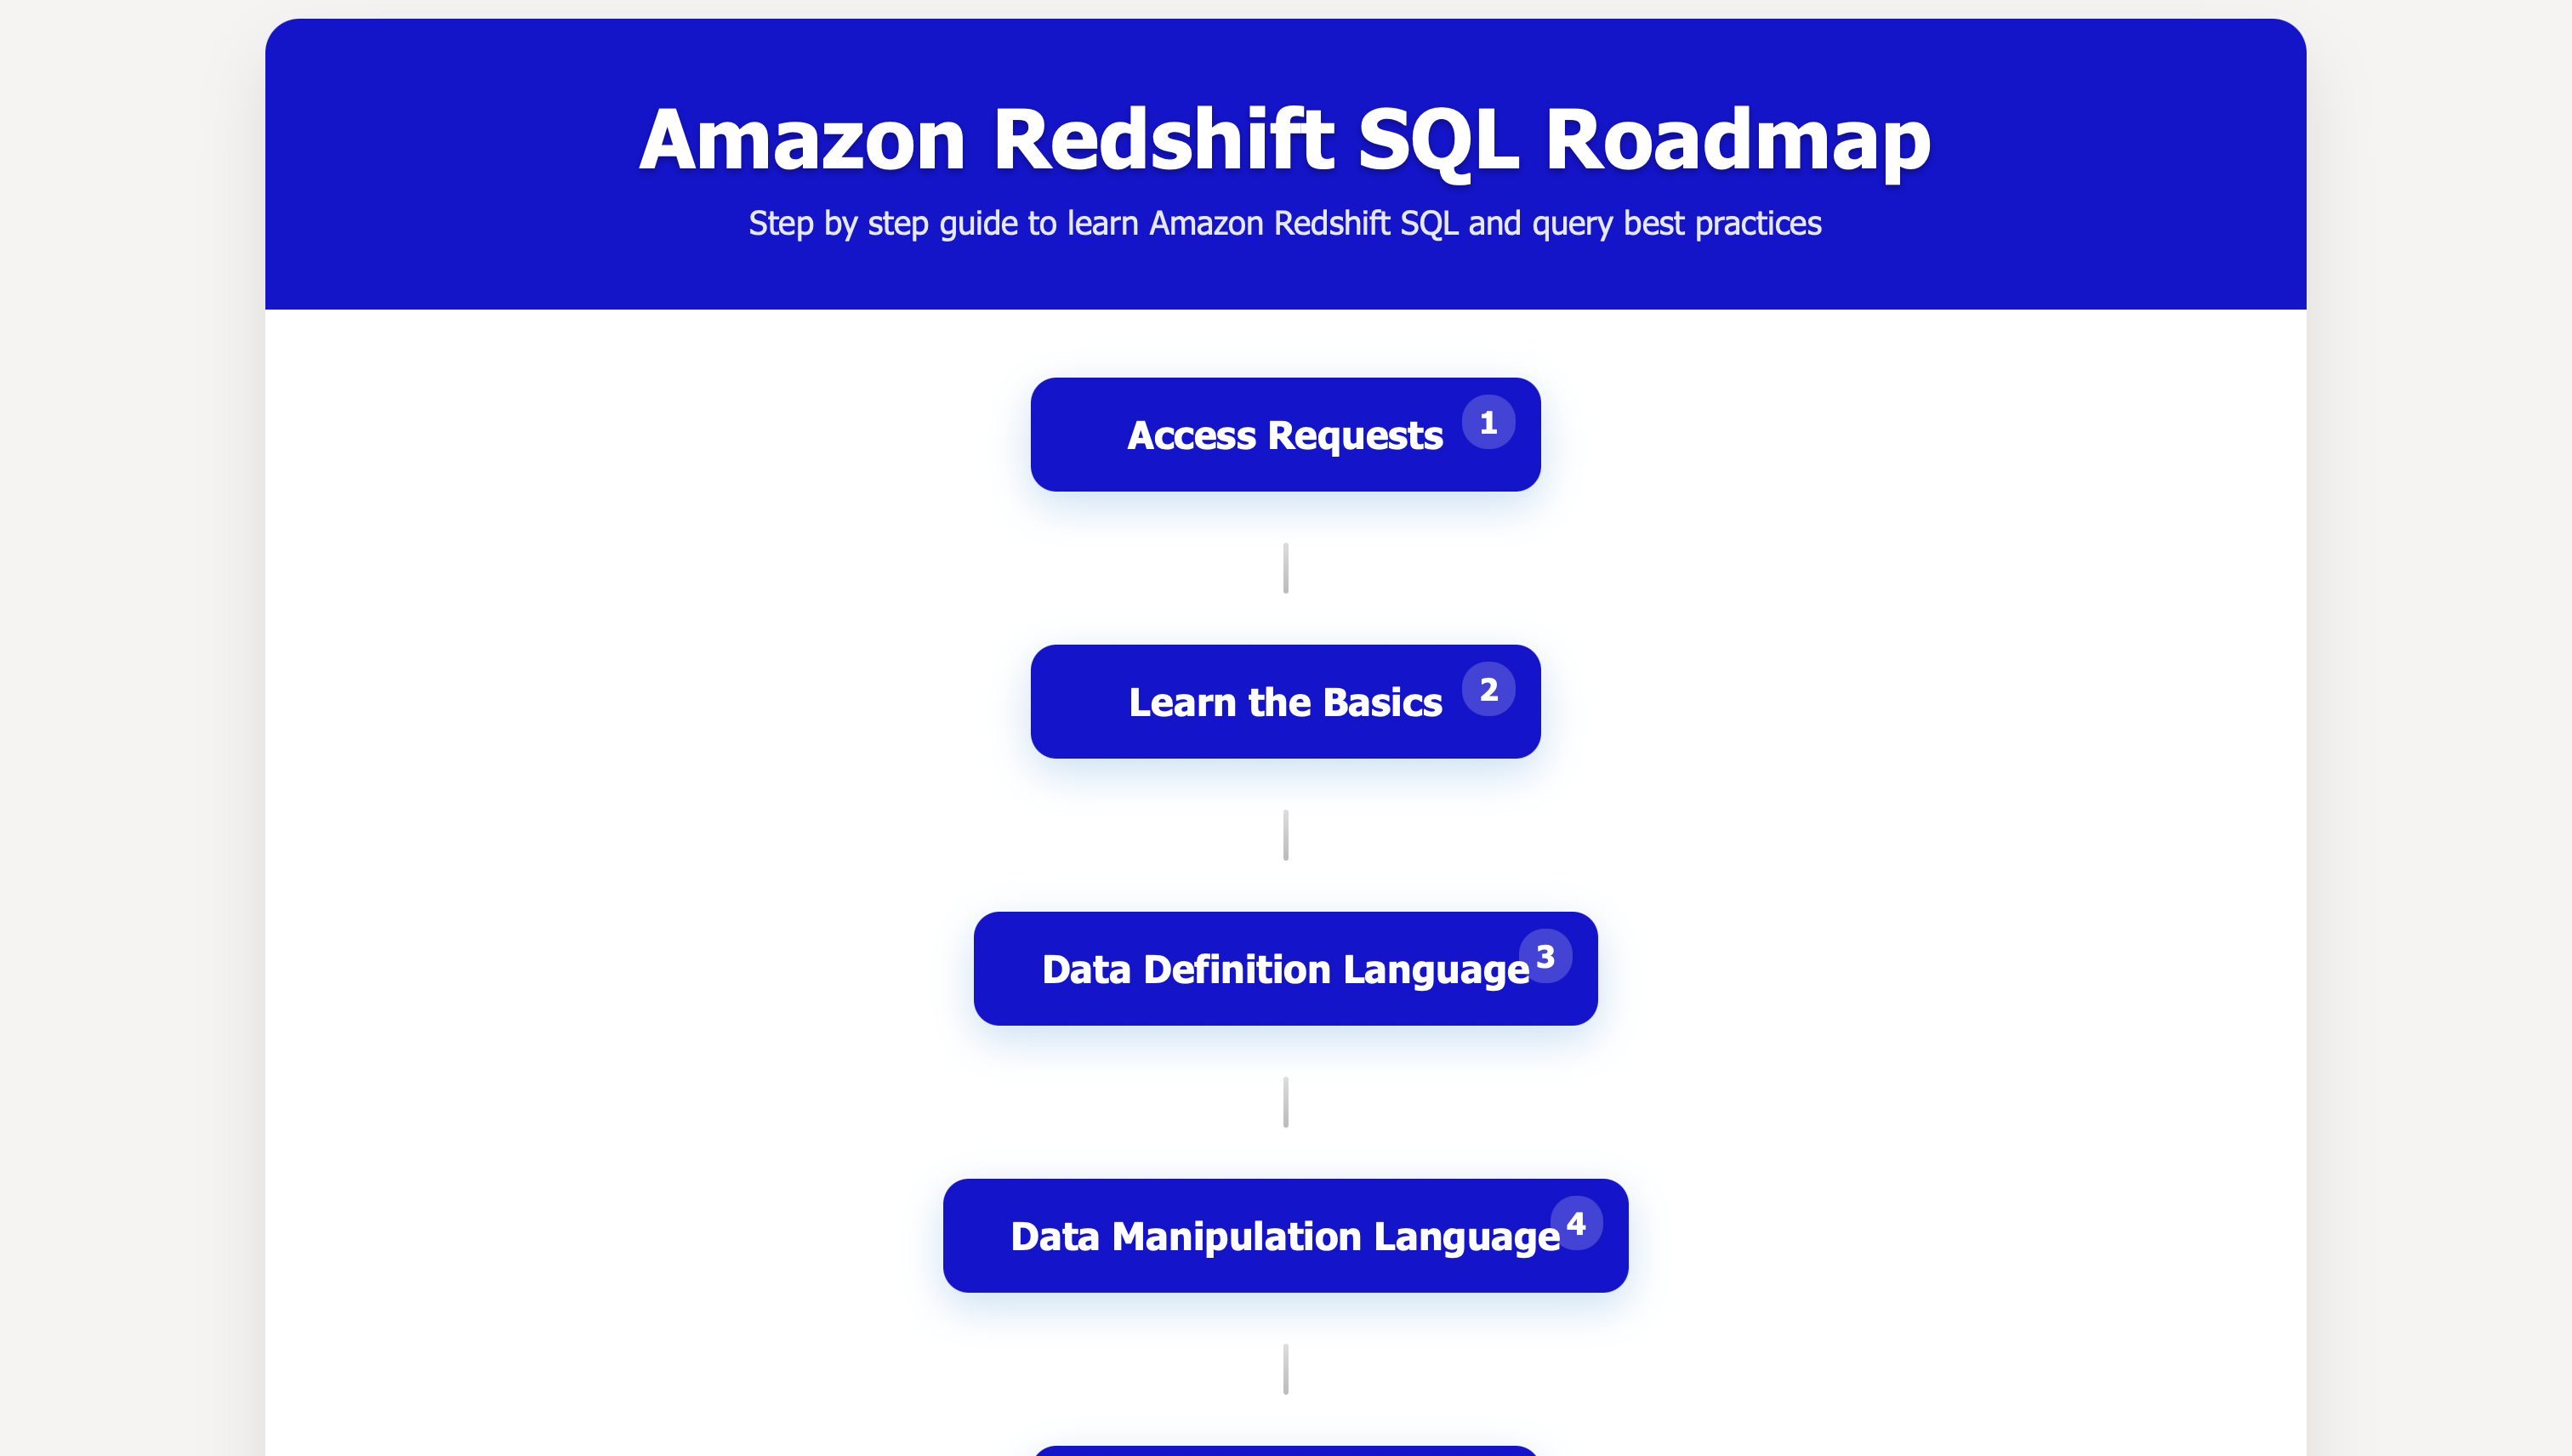 Amazon Redshift SQL Roadmap
Step by step guide to learn Amazon Redshift SQL and query best practices
Access Requests 1
Learn the Basics 2
Data Definition Language 3
Data Manipulation Language 4